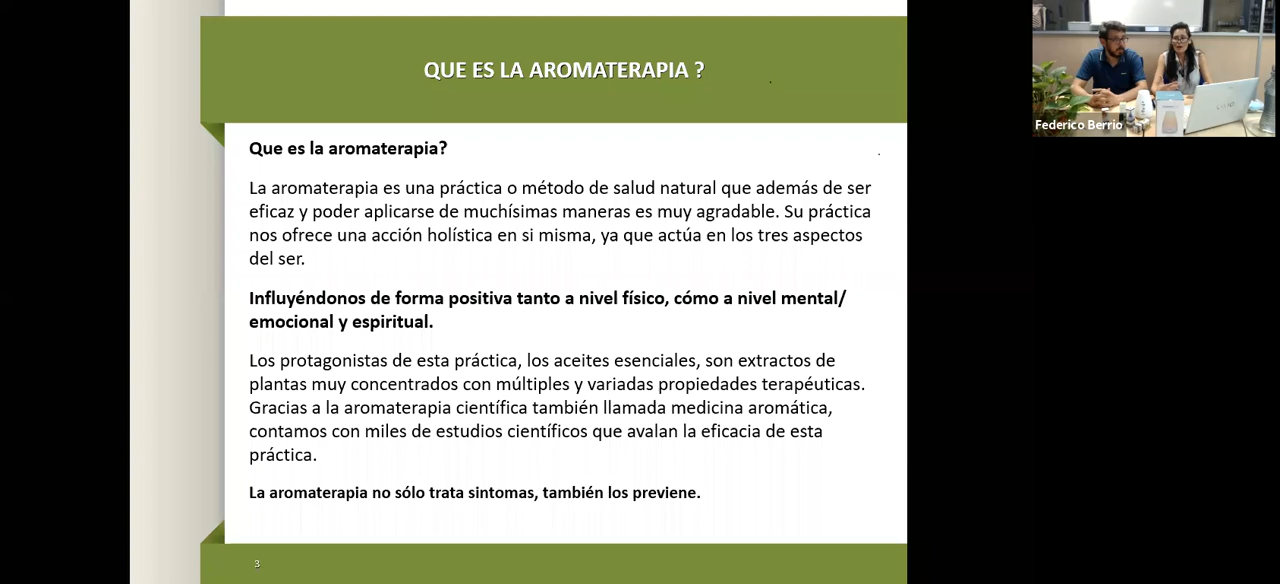 QUE ES LA AROMATERAPIA ?
Que es la aromaterapia?
La aromaterapia es una práctica o método de salud natural que además de ser
eficaz y poder aplicarse de muchísimas maneras es muy agradable. Su práctica
nos ofrece una acción holística en si misma, ya que actúa en los tres aspectos
del ser.
Influyéndonos de forma positiva tanto a nivel físico, cómo a nivel mental/
emocional y espiritual.
Los protagonistas de esta práctica, los aceites esenciales, son extractos de
plantas muy concentrados con múltiples y variadas propiedades terapéuticas.
Gracias a la aromaterapia científica también llamada medicina aromática,
contamos con miles de estudios científicos que avalan la eficacia de esta
práctica.
La aromaterapia no sólo trata sintomas, también los previene.
3
Federico Berrio